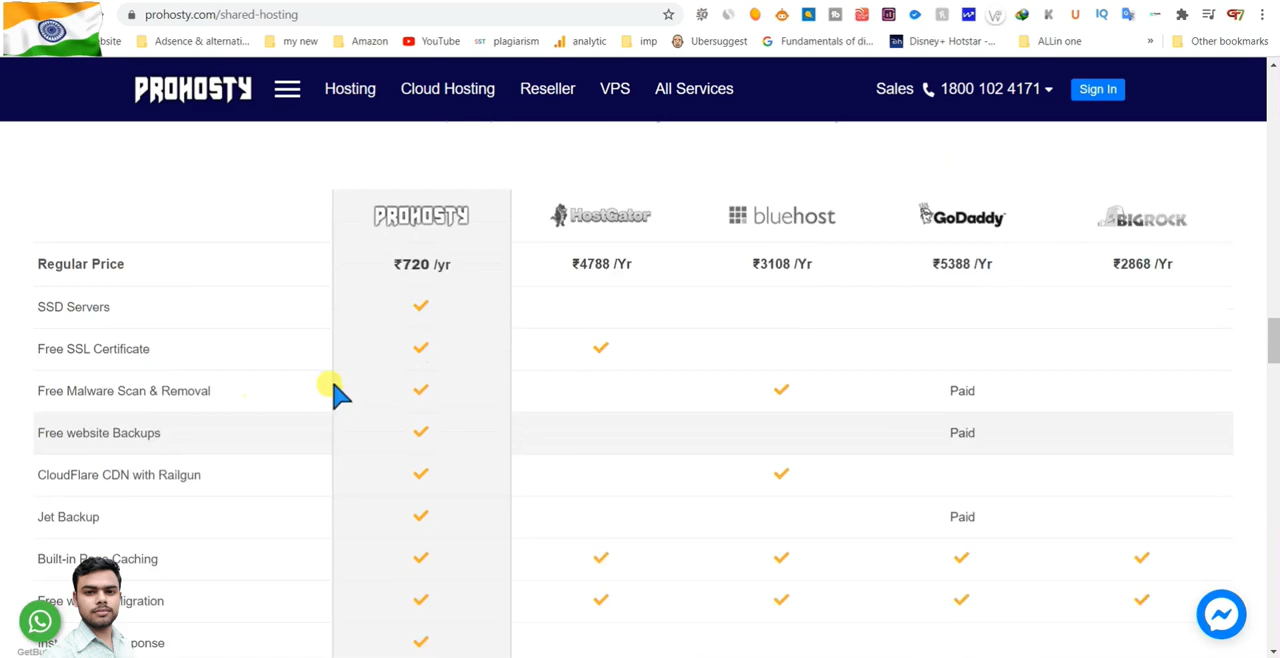 prohosty.com/shared-hosting
bsite Adsence & alternati... my new Amazon YouTube SST plagiarism analytic imp Ubersuggest Fundamentals of di... Disney+ Hotstar -... ALLin one » Other bookmarks
PROHOSTY Hosting Cloud Hosting Reseller VPS All Services Sales 1800 102 4171 Sign In
PROHOSTY HostGator bluehost GoDaddy BIGROCK
Regular Price ₹720 /yr ₹4788 /Yr ₹3108 /Yr ₹5388 /Yr ₹2868 /Yr
SSD Servers
Free SSL Certificate
Free Malware Scan & Removal Paid
Free website Backups Paid
CloudFlare CDN with Railgun
Jet Backup Paid
Built-in Caching
Free igration
ponse